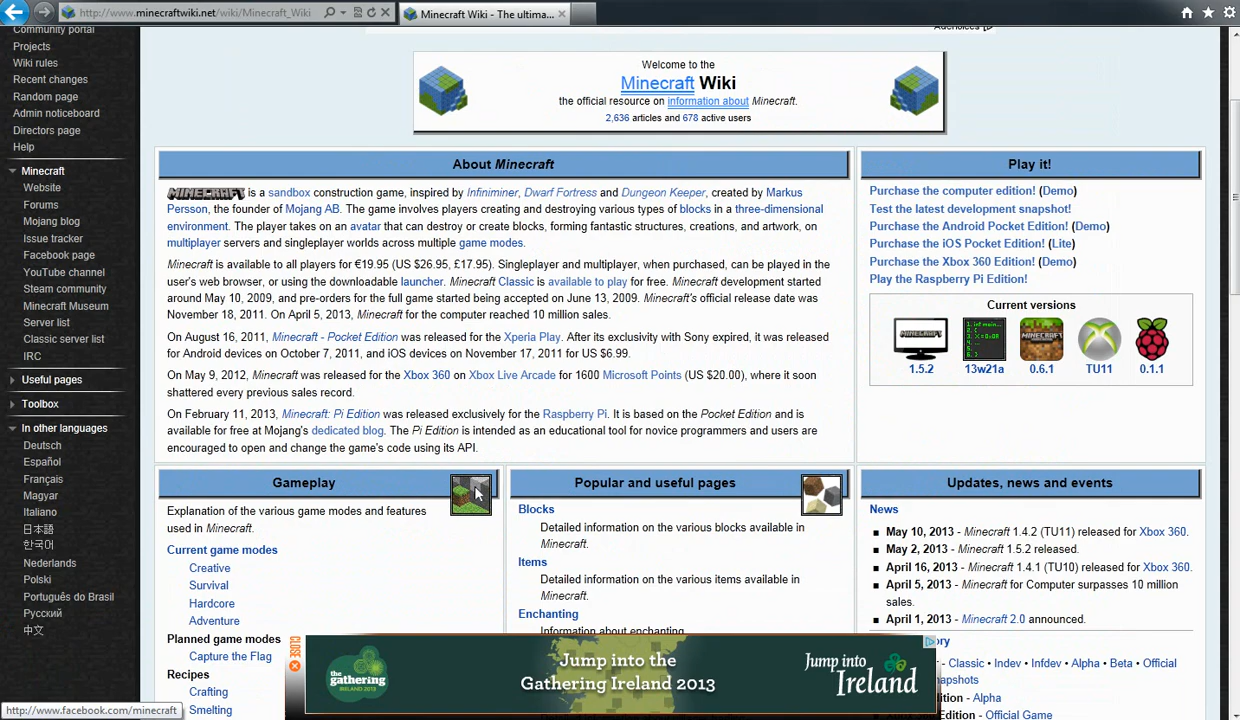 http://www.minecraftwiki.net/wiki/Minecraft_Wiki
Minecraft Wiki - The ultima...
Community portal
Projects
Wiki rules
Recent changes
Random page
Admin noticeboard
Directors page
Help
Minecraft
Website
Forums
Mojang blog
Issue tracker
Facebook page
YouTube channel
Steam community
Minecraft Museum
Server list
Classic server list
IRC
Useful pages
Toolbox
In other languages
Deutsch
Español
Français
Magyar
Italiano
日本語
한국어
Nederlands
Polski
Português do Brasil
Русский
中文
http://www.facebook.com/minecraft
AdChoices
Welcome to the
Minecraft Wiki
the official resource on information about Minecraft.
2,636 articles and 678 active users
About Minecraft
MINECRAFT is a sandbox construction game, inspired by Infiniminer, Dwarf Fortress and Dungeon Keeper, created by Markus
Persson, the founder of Mojang AB. The game involves players creating and destroying various types of blocks in a three-dimensional
environment. The player takes on an avatar that can destroy or create blocks, forming fantastic structures, creations, and artwork, on
multiplayer servers and singleplayer worlds across multiple game modes.
Minecraft is available to all players for €19.95 (US $26.95, £17.95). Singleplayer and multiplayer, when purchased, can be played in the
user's web browser, or using the downloadable launcher. Minecraft Classic is available to play for free. Minecraft development started
around May 10, 2009, and pre-orders for the full game started being accepted on June 13, 2009. Minecraft's official release date was
November 18, 2011. On April 5, 2013, Minecraft for the computer reached 10 million sales.
On August 16, 2011, Minecraft - Pocket Edition was released for the Xperia Play. After its exclusivity with Sony expired, it was released
for Android devices on October 7, 2011, and iOS devices on November 17, 2011 for US $6.99.
On May 9, 2012, Minecraft was released for the Xbox 360 on Xbox Live Arcade for 1600 Microsoft Points (US $20.00), where it soon
shattered every previous sales record.
On February 11, 2013, Minecraft: Pi Edition was released exclusively for the Raspberry Pi. It is based on the Pocket Edition and is
available for free at Mojang's dedicated blog. The Pi Edition is intended as an educational tool for novice programmers and users are
encouraged to open and change the game's code using its API.
Play it!
Purchase the computer edition! (Demo)
Test the latest development snapshot!
Purchase the Android Pocket Edition! (Demo)
Purchase the iOS Pocket Edition! (Lite)
Purchase the Xbox 360 Edition! (Demo)
Play the Raspberry Pi Edition!
Current versions
MINECRAFT
1.5.2
13w21a
0.6.1
TU11
0.1.1
Gameplay
Explanation of the various game modes and features
used in Minecraft.
Current game modes
Creative
Survival
Hardcore
Adventure
Planned game modes
Capture the Flag
Recipes
Crafting
Smelting
Popular and useful pages
Blocks
Detailed information on the various blocks available in
Minecraft.
Items
Detailed information on the various items available in
Minecraft.
Enchanting
Information about enchanting
Updates, news and events
News
May 10, 2013 - Minecraft 1.4.2 (TU11) released for Xbox 360.
May 2, 2013 - Minecraft 1.5.2 released.
April 16, 2013 - Minecraft 1.4.1 (TU10) released for Xbox 360.
April 5, 2013 - Minecraft for Computer surpasses 10 million
sales.
April 1, 2013 - Minecraft 2.0 announced.
ory
Classic • Indev • Infdev • Alpha • Beta • Official
apshots
dition - Alpha
Edition - Official Game
CLOSE
the gathering
IRELAND 2013
Jump into the
Gathering Ireland 2013
Jump into
Ireland